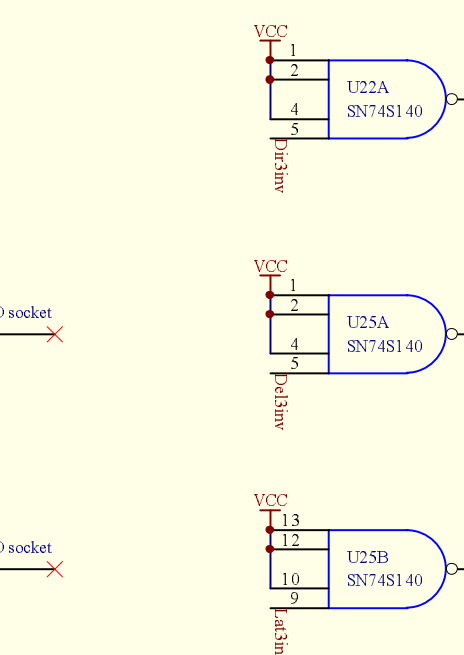 VCC
1
2
U22A
SN74S140
4
5
Dir3inv
VCC
1
2
socket
U25A
SN74S140
4
5
Del3inv
VCC
13
12
socket
U25B
SN74S140
10
9
Lat3in